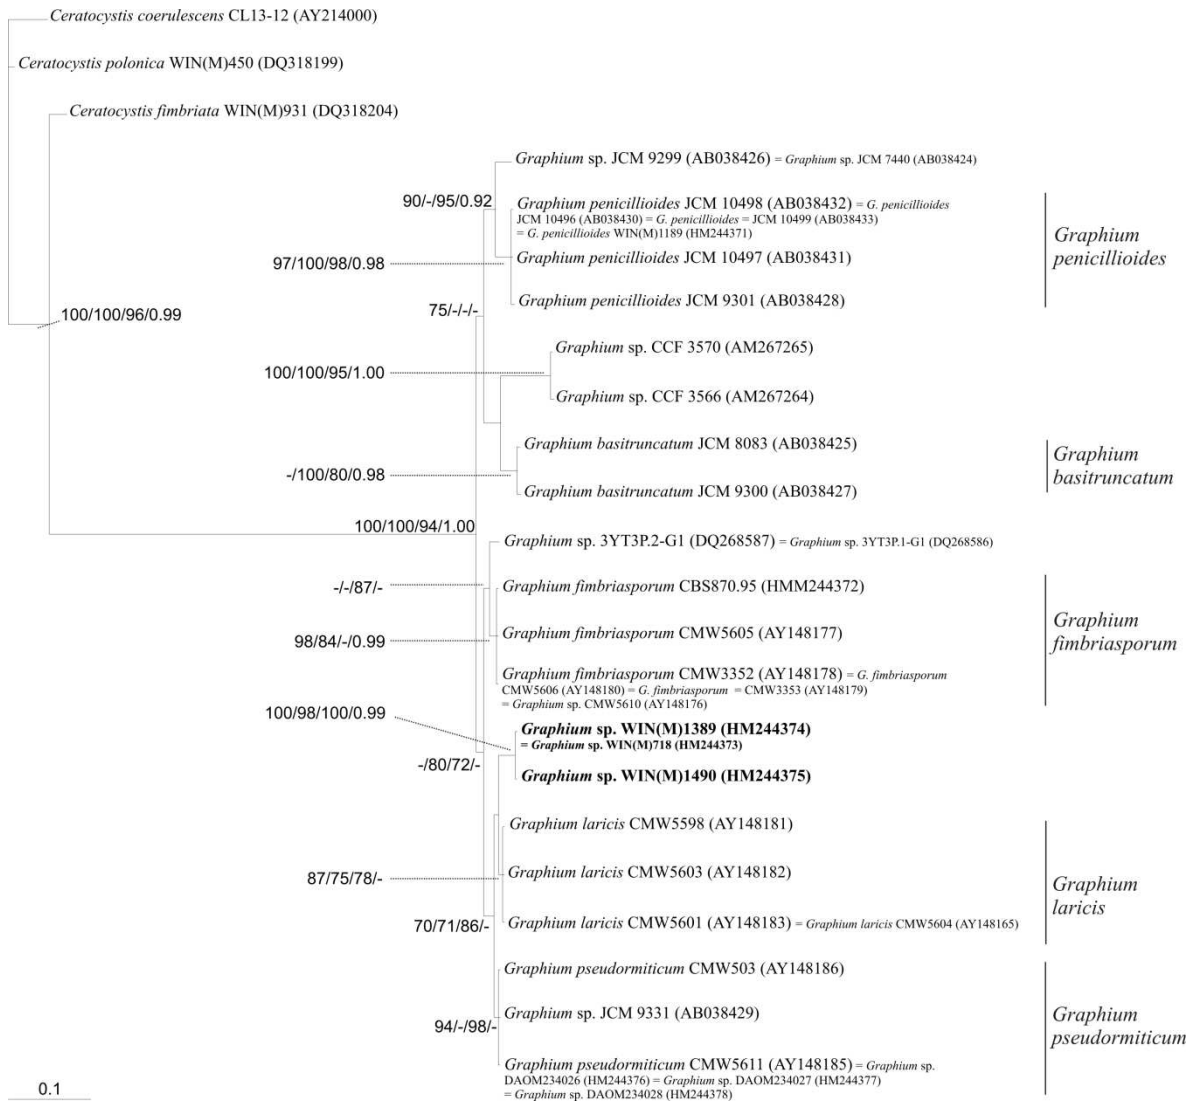 Ceratocystis coerulescens CL13-12 (AY214000)
Ceratocystis polonica WIN(M)450 (DQ318199)
Ceratocystis fimbriata WIN(M)931 (DQ318204)
Graphium sp. JCM 9299 (AB038426) = Graphium sp. JCM 7440 (AB038424)
90/-/95/0.92
Graphium penicillioides JCM 10498 (AB038432) = G. penicillioides
JCM 10496 (AB038430) = G. penicillioides = JCM 10499 (AB038433)
= G. penicillioides WIN(M)1189 (HM244371)
Graphium
penicillioides
97/100/98/0.98
Graphium penicillioides JCM 10497 (AB038431)
Graphium penicillioides JCM 9301 (AB038428)
75/-/-/-
100/100/96/0.99
Graphium sp. CCF 3570 (AM267265)
100/100/95/1.00
Graphium sp. CCF 3566 (AM267264)
Graphium basitruncatum JCM 8083 (AB038425)
Graphium
basitruncatum
-/100/80/0.98
Graphium basitruncatum JCM 9300 (AB038427)
100/100/94/1.00
Graphium sp. 3YT3P.2-G1 (DQ268587) = Graphium sp. 3YT3P.1-G1 (DQ268586)
-/-/87/-
Graphium fimbriasporum CBS870.95 (HMM244372)
Graphium
fimbriasporum
98/84/-/0.99
Graphium fimbriasporum CMW5605 (AY148177)
Graphium fimbriasporum CMW3352 (AY148178) = G. fimbriasporum
CMW5606 (AY148180) = G. fimbriasporum = CMW3353 (AY148179)
= Graphium sp. CMW5610 (AY148176)
100/98/100/0.99
Graphium sp. WIN(M)1389 (HM244374)
= Graphium sp. WIN(M)718 (HM244373)
-/80/72/-
Graphium sp. WIN(M)1490 (HM244375)
Graphium laricis CMW5598 (AY148181)
87/75/78/-
Graphium laricis CMW5603 (AY148182)
Graphium
laricis
70/71/86/-
Graphium laricis CMW5601 (AY148183) = Graphium laricis CMW5604 (AY148165)
Graphium pseudormiticum CMW503 (AY148186)
94/-/98/-
Graphium sp. JCM 9331 (AB038429)
Graphium
pseudormiticum
Graphium pseudormiticum CMW5611 (AY148185) = Graphium sp.
DAOM234026 (HM244376) = Graphium sp. DAOM234027 (HM244377)
= Graphium sp. DAOM234028 (HM244378)
0.1